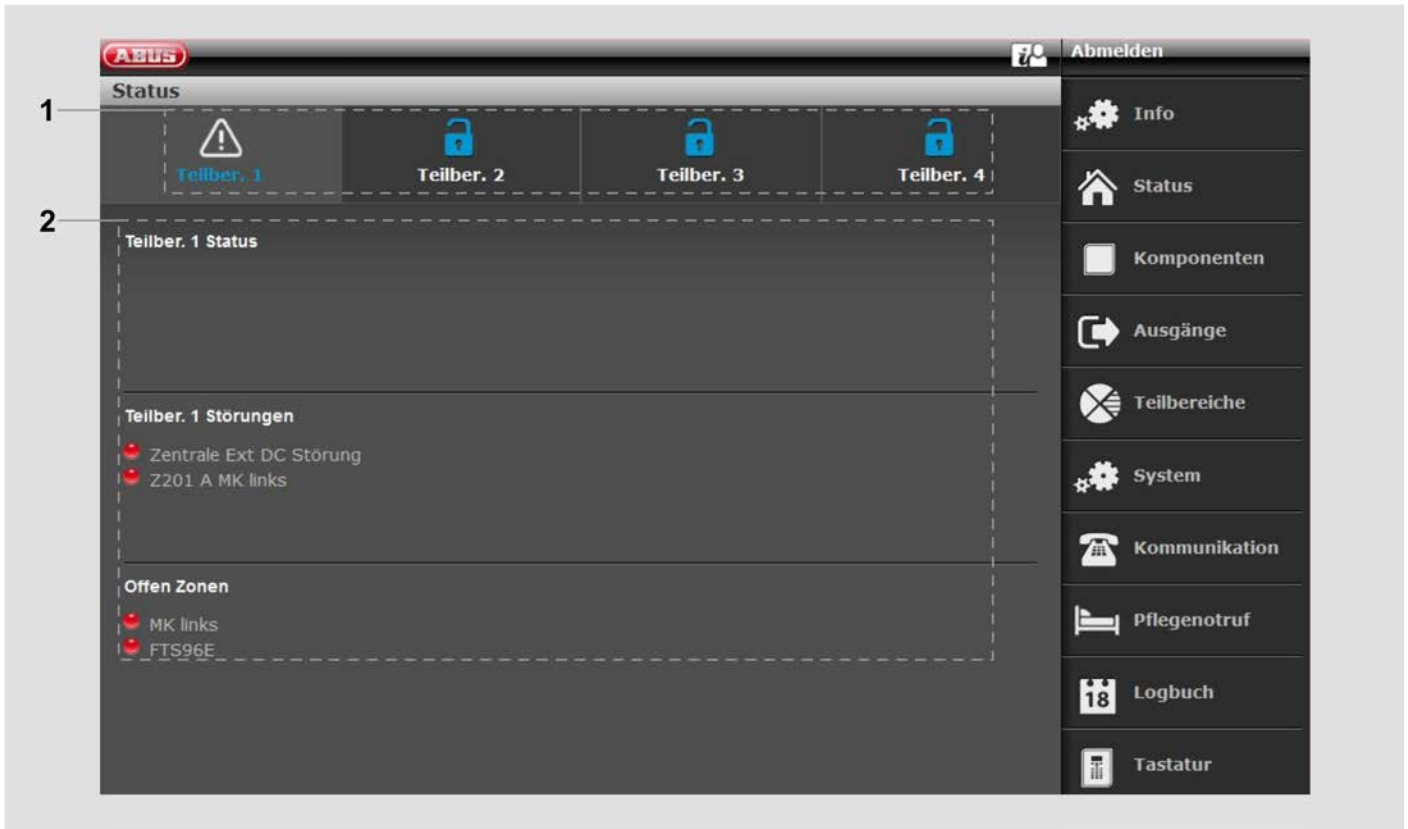 ABUS
Abmelden
Status
1
Teilber. 1
Teilber. 2
Teilber. 3
Teilber. 4
2
Teilber. 1 Status
Teilber. 1 Störungen
Zentrale Ext DC Störung
Z201 A MK links
Offen Zonen
MK links
FTS96E
Info
Status
Komponenten
Ausgänge
Teilbereiche
System
Kommunikation
Pflegenotruf
18
Logbuch
Tastatur